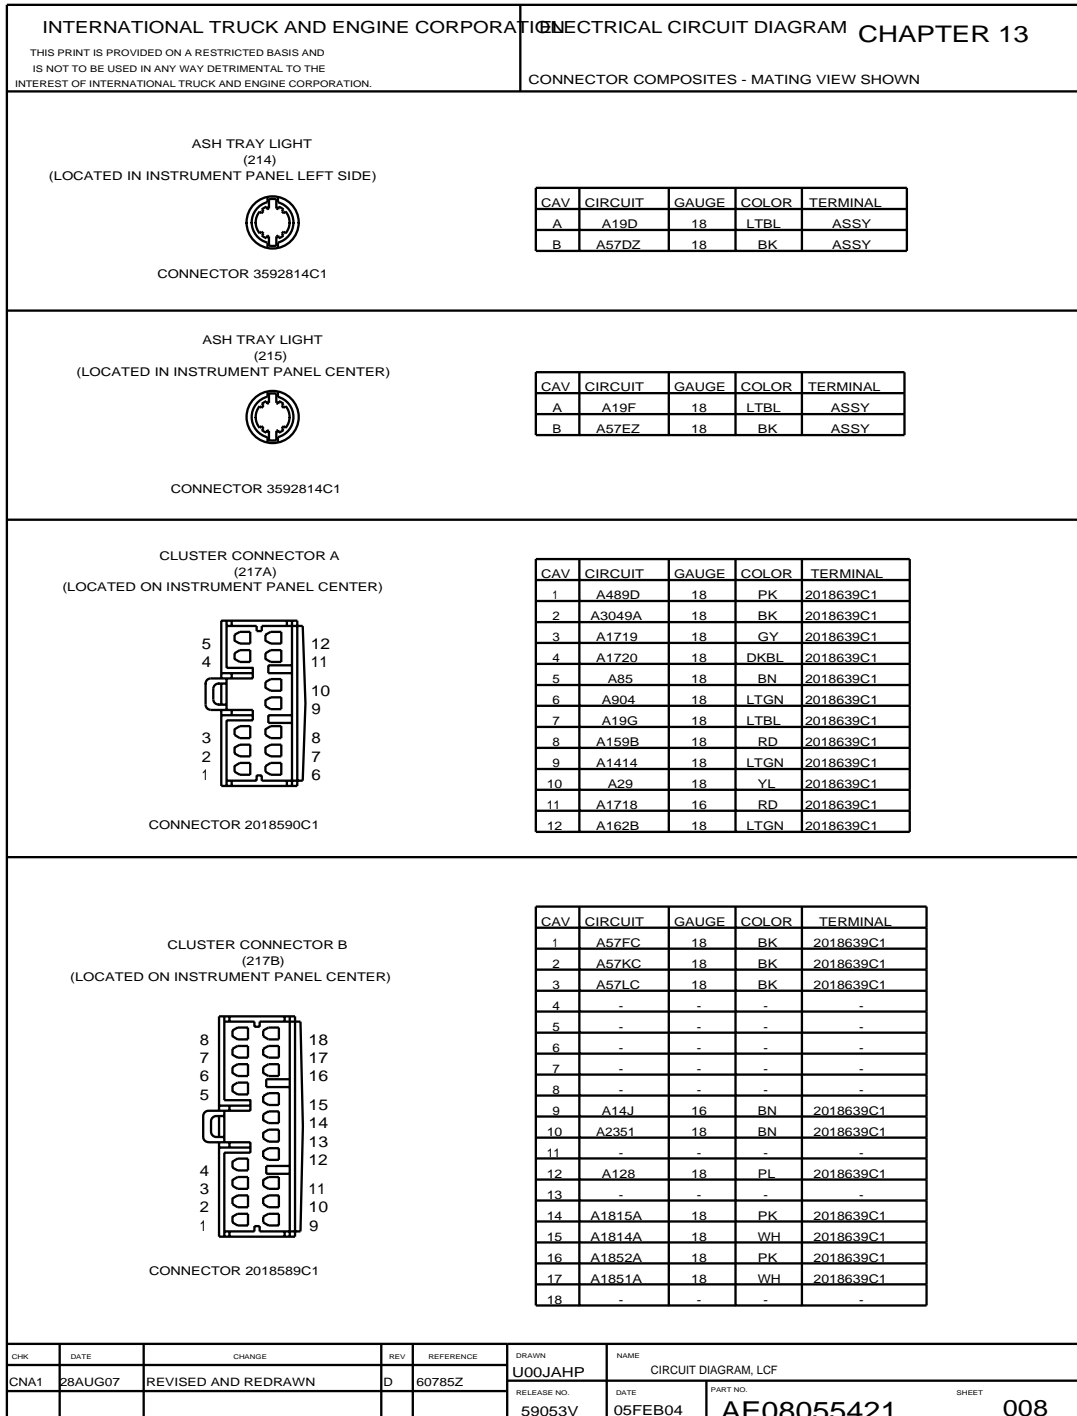 INTERNATIONAL TRUCK AND ENGINE CORPORATION
THIS PRINT IS PROVIDED ON A RESTRICTED BASIS AND
IS NOT TO BE USED IN ANY WAY DETRIMENTAL TO THE
INTEREST OF INTERNATIONAL TRUCK AND ENGINE CORPORATION.
ELECTRICAL CIRCUIT DIAGRAM CHAPTER 13
CONNECTOR COMPOSITES - MATING VIEW SHOWN
ASH TRAY LIGHT
(214)
(LOCATED IN INSTRUMENT PANEL LEFT SIDE)
CONNECTOR 3592814C1
CAV CIRCUIT GAUGE COLOR TERMINAL
A A19D 18 LTBL ASSY
B A57DZ 18 BK ASSY
ASH TRAY LIGHT
(215)
(LOCATED IN INSTRUMENT PANEL CENTER)
CONNECTOR 3592814C1
CAV CIRCUIT GAUGE COLOR TERMINAL
A A19F 18 LTBL ASSY
B A57EZ 18 BK ASSY
CLUSTER CONNECTOR A
(217A)
(LOCATED ON INSTRUMENT PANEL CENTER)
5 12
4 11
10
9
3 8
2 7
1 6
CONNECTOR 2018590C1
CAV CIRCUIT GAUGE COLOR TERMINAL
1 A489D 18 PK 2018639C1
2 A3049A 18 BK 2018639C1
3 A1719 18 GY 2018639C1
4 A1720 18 DKBL 2018639C1
5 A85 18 BN 2018639C1
6 A904 18 LTGN 2018639C1
7 A19G 18 LTBL 2018639C1
8 A159B 18 RD 2018639C1
9 A1414 18 LTGN 2018639C1
10 A29 18 YL 2018639C1
11 A1718 16 RD 2018639C1
12 A162B 18 LTGN 2018639C1
CLUSTER CONNECTOR B
(217B)
(LOCATED ON INSTRUMENT PANEL CENTER)
8 18
7 17
6 16
5
15
14
13
12
4
3 11
2 10
1 9
CONNECTOR 2018589C1
CAV CIRCUIT GAUGE COLOR TERMINAL
1 A57FC 18 BK 2018639C1
2 A57KC 18 BK 2018639C1
3 A57LC 18 BK 2018639C1
4 - - - -
5 - - - -
6 - - - -
7 - - - -
8 - - - -
9 A14J 16 BN 2018639C1
10 A2351 18 BN 2018639C1
11 - - - -
12 A128 18 PL 2018639C1
13 - - - -
14 A1815A 18 PK 2018639C1
15 A1814A 18 WH 2018639C1
16 A1852A 18 PK 2018639C1
17 A1851A 18 WH 2018639C1
18 - - - -
CHK DATE CHANGE REV REFERENCE
CNA1 28AUG07 REVISED AND REDRAWN D 60785Z
DRAWN
U00JAHP
NAME
CIRCUIT DIAGRAM, LCF
RELEASE NO.
59053V
DATE
05FEB04
PART NO.
AE08055421
SHEET
008